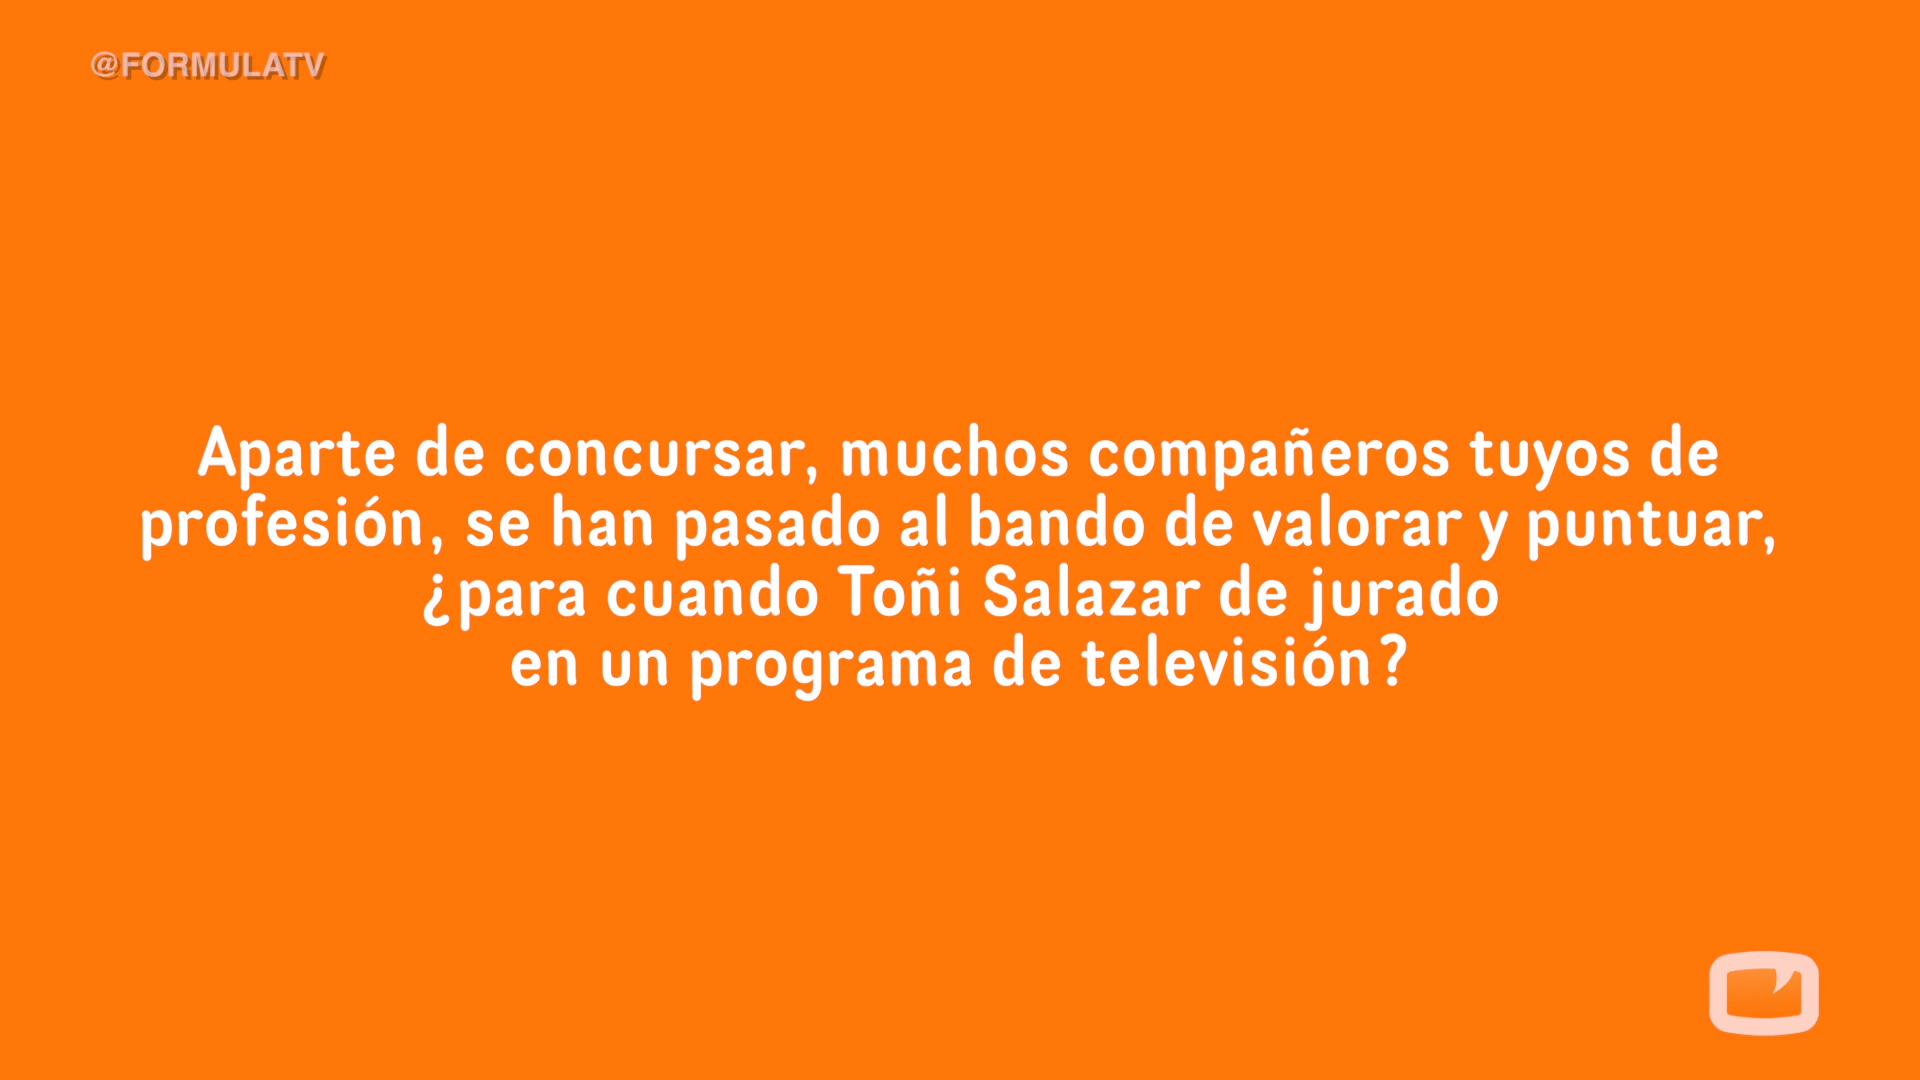 @FORMULATV
Aparte de concursar, muchos compañeros tuyos de
profesión, se han pasado al bando de valorar y puntuar,
¿para cuando Toñi Salazar de jurado
en un programa de televisión?